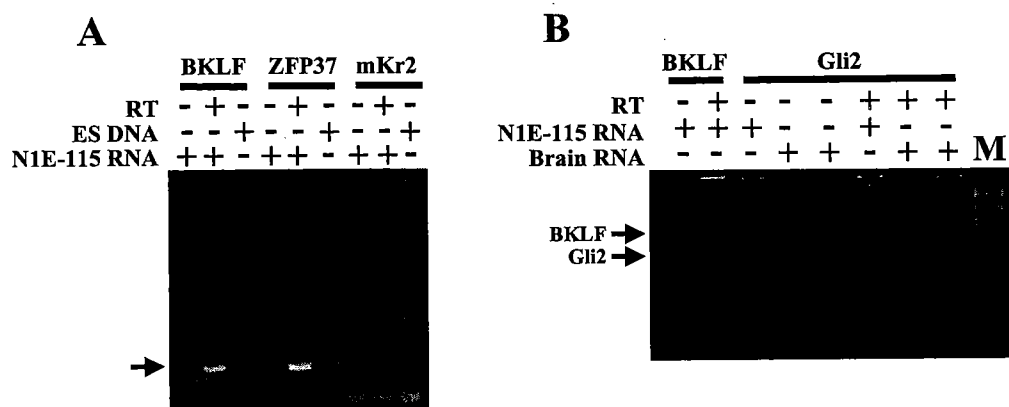 A
BKLF ZFP37 mKr2
RT - + - - + - - + -
ES DNA - - + - - + - - +
N1E-115 RNA + + - + + - + + -
B
BKLF Gli2
RT - + - - - + + +
N1E-115 RNA + + + - - + - -
Brain RNA - - - + + - + + M
BKLF
Gli2